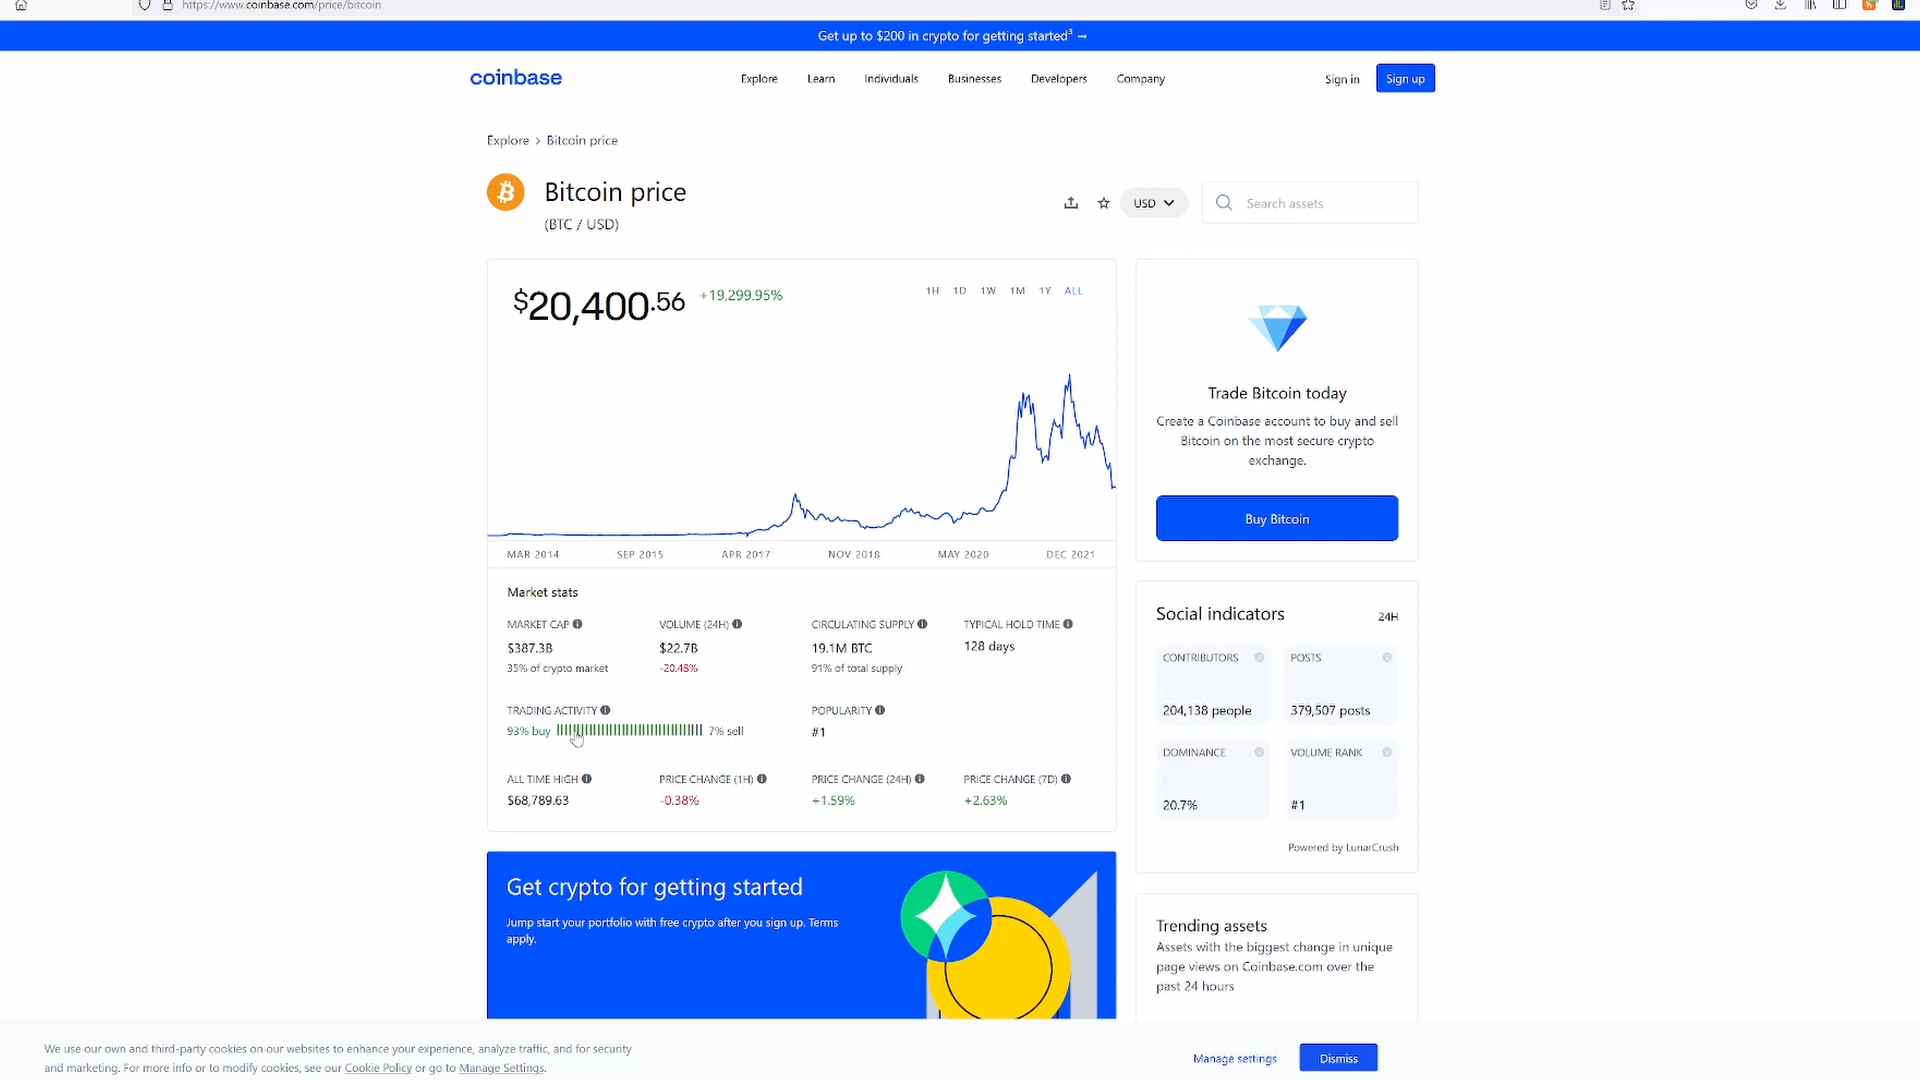 https://www.coinbase.com/price/bitcoin
Get up to $200 in crypto for getting started³ →
coinbase
Explore
Learn
Individuals
Businesses
Developers
Company
Sign in
Sign up
Explore > Bitcoin price
Bitcoin price
(BTC / USD)
USD
Search assets
$20,400.56 +19,299.95%
1H 1D 1W 1M 1Y ALL
MAR 2014 SEP 2015 APR 2017 NOV 2018 MAY 2020 DEC 2021
Market stats
MARKET CAP
$387.3B
35% of crypto market
VOLUME (24H)
$22.7B
-20.48%
CIRCULATING SUPPLY
19.1M BTC
91% of total supply
TYPICAL HOLD TIME
128 days
TRADING ACTIVITY
93% buy 7% sell
POPULARITY
#1
ALL TIME HIGH
$68,789.63
PRICE CHANGE (1H)
-0.38%
PRICE CHANGE (24H)
+1.59%
PRICE CHANGE (7D)
+2.63%
Get crypto for getting started
Jump start your portfolio with free crypto after you sign up. Terms
apply.
Trade Bitcoin today
Create a Coinbase account to buy and sell
Bitcoin on the most secure crypto
exchange.
Buy Bitcoin
Social indicators 24H
CONTRIBUTORS
204,138 people
POSTS
379,507 posts
DOMINANCE
20.7%
VOLUME RANK
#1
Powered by LunarCrush
Trending assets
Assets with the biggest change in unique
page views on Coinbase.com over the
past 24 hours
We use our own and third-party cookies on our websites to enhance your experience, analyze traffic, and for security
and marketing. For more info or to modify cookies, see our Cookie Policy or go to Manage Settings.
Manage settings
Dismiss